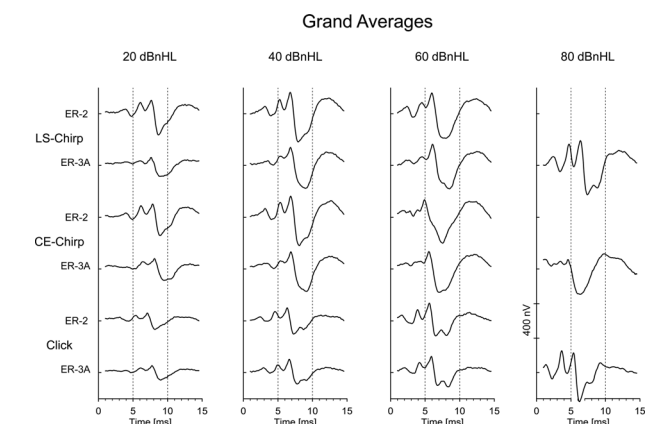 Grand Averages
20 dBnHL 40 dBnHL 60 dBnHL 80 dBnHL
ER-2
LS-Chirp
ER-3A
ER-2
CE-Chirp
ER-3A
400 nV
ER-2
Click
ER-3A
0 5 10 15 0 5 10 15 0 5 10 15 0 5 10 15
Time [ms] Time [ms] Time [ms] Time [ms]